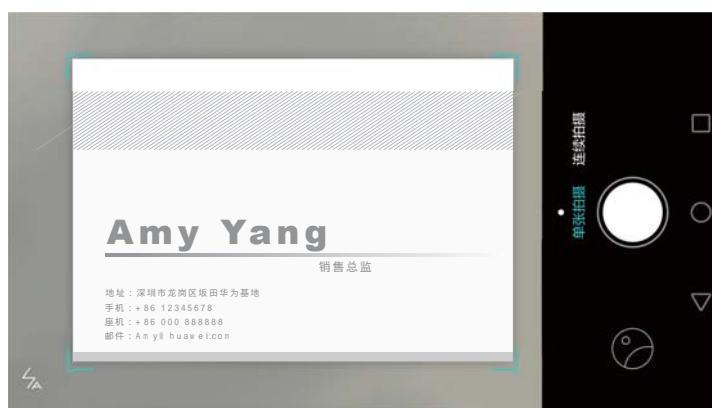 Amy Yang
销售总监
地址：深圳市龙岗区坂田华为基地
手机：+86 12345678
座机：+86 000 888888
邮件：Amy@huawei.com
连续拍摄
单张拍摄